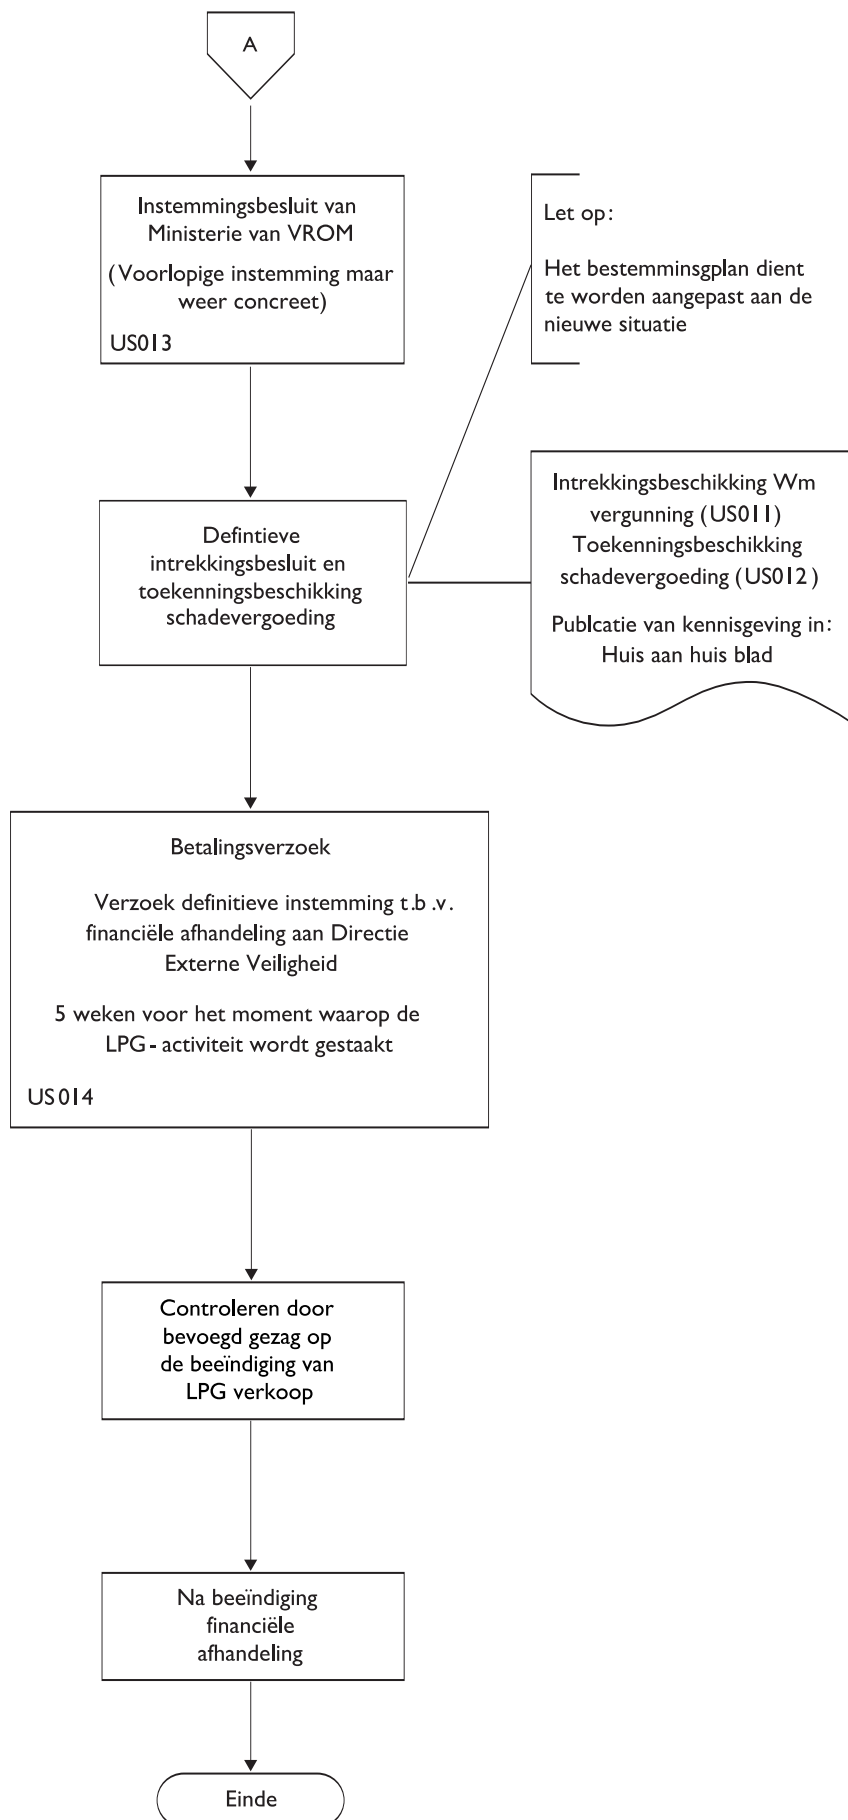 A
Instemmingsbesluit van
Ministerie van VROM
(Voorlopige instemming maar
weer concreet)
US013
Let op:
Het bestemminsgplan dient
te worden aangepast aan de
nieuwe situatie
Defintieve
intrekkingsbesluit en
toekenningsbeschikking
schadevergoeding
Intrekkingsbeschikking Wm
vergunning (US011)
Toekenningsbeschikking
schadevergoeding (US012)
Publcatie van kennisgeving in:
Huis aan huis blad
Betalingsverzoek
Verzoek definitieve instemming t.b.v.
financiële afhandeling aan Directie
Externe Veiligheid
5 weken voor het moment waarop de
LPG-activiteit wordt gestaakt
US014
Controleren door
bevoegd gezag op
de beeïndiging van
LPG verkoop
Na beeïndiging
financiële
afhandeling
Einde